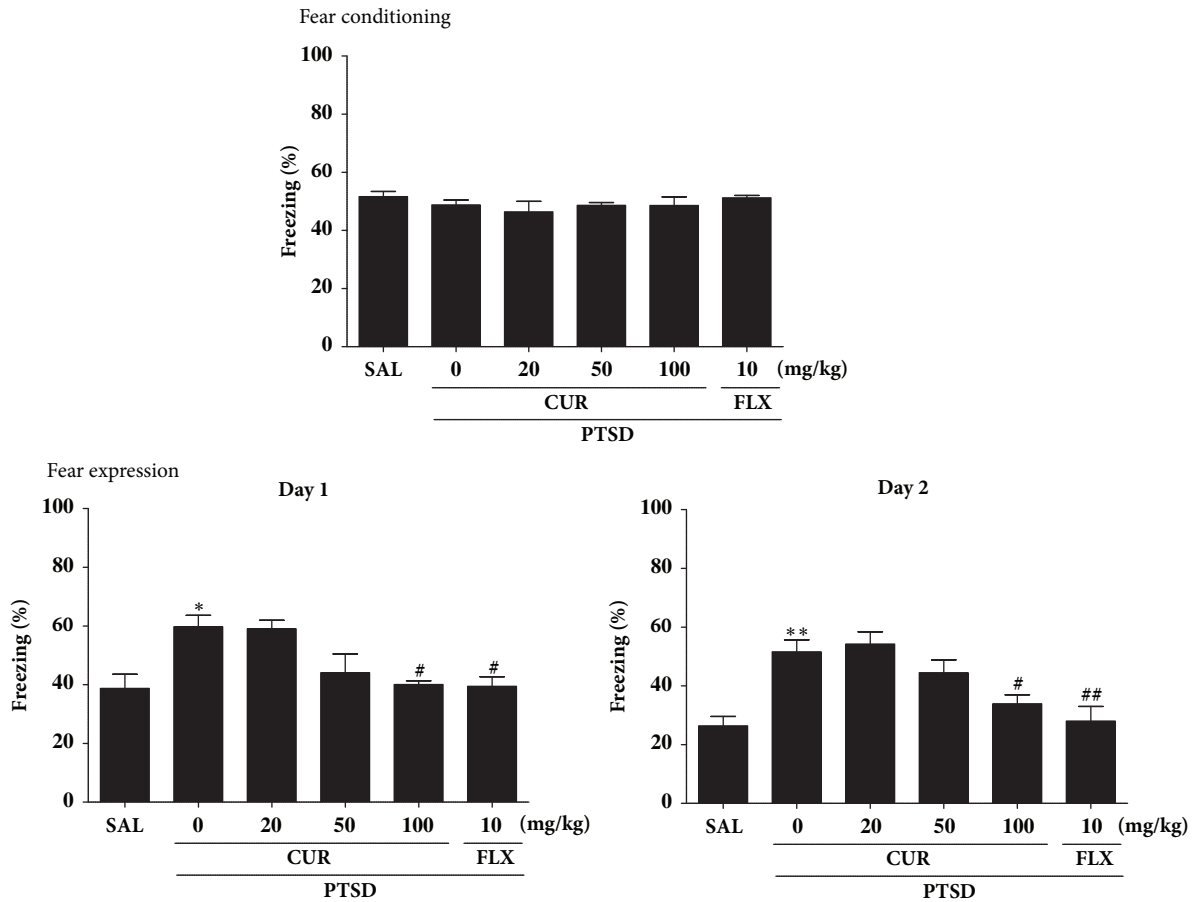 Fear conditioning
Freezing (%)
100
80
60
40
20
0
SAL 0 20 50 100 10 (mg/kg)
CUR FLX
PTSD
Fear expression
Day 1
Freezing (%)
100
80
60
*
# #
40
20
0
SAL 0 20 50 100 10 (mg/kg)
CUR FLX
PTSD
Day 2
Freezing (%)
100
80
60
**
# ##
40
20
0
SAL 0 20 50 100 10 (mg/kg)
CUR FLX
PTSD